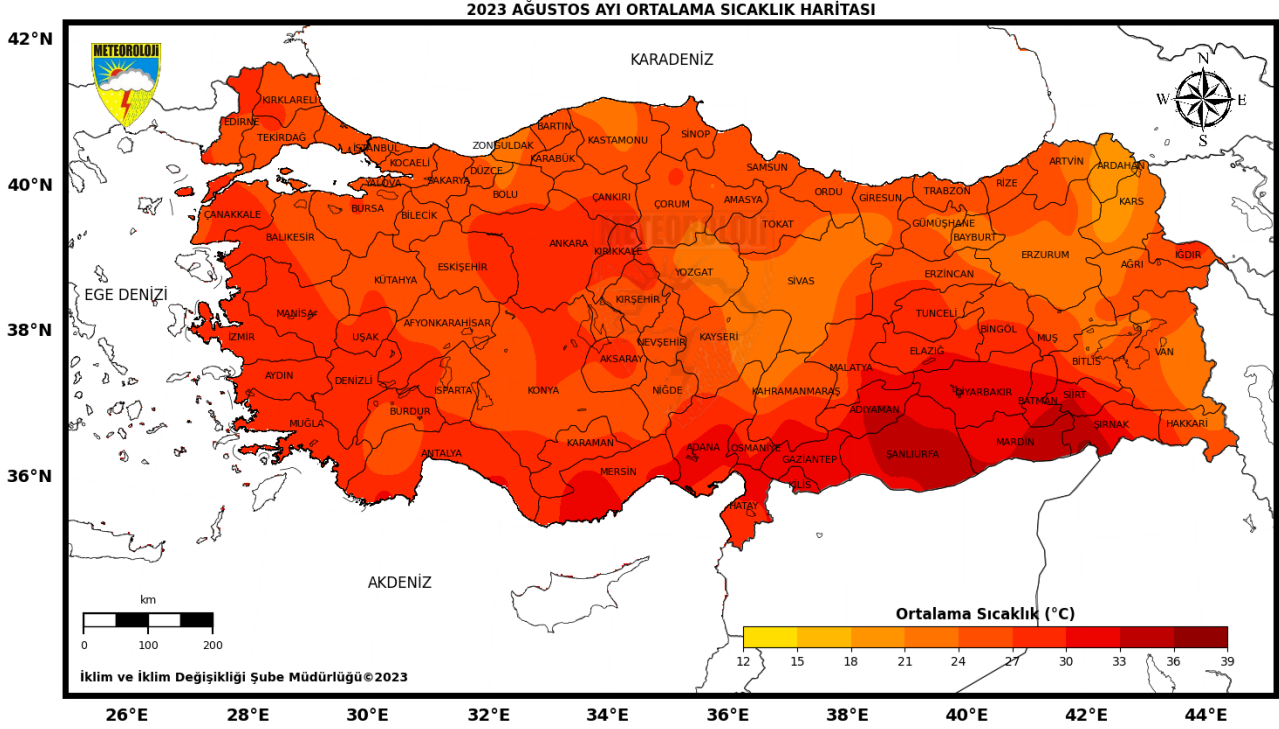 2023 AĞUSTOS AYI ORTALAMA SICAKLIK HARİTASI
42°N
40°N
38°N
36°N
METEOROLOJİ
KARADENİZ
N
W E
S
EGE DENİZİ
AKDENİZ
METEOROLOJİ
KIRKLARELİ
EDİRNE
TEKİRDAĞ
İSTANBUL
KOCAELİ
YALOVA
SAKARYA
DÜZCE
ZONGULDAK
BARTIN
KARABÜK
KASTAMONU
SİNOP
SAMSUN
ORDU
GİRESUN
TRABZON
RİZE
ARTVİN
ARDAHAN
KARS
ÇANAKKALE
BURSA
BİLECİK
BOLU
ÇANKIRI
ÇORUM
AMASYA
TOKAT
GÜMÜŞHANE
BAYBURT
ERZURUM
AĞRI
IĞDIR
BALIKESİR
KÜTAHYA
ESKİŞEHİR
ANKARA
KIRIKKALE
YOZGAT
SİVAS
ERZİNCAN
TUNCELİ
BİNGÖL
MUŞ
BİTLİS
VAN
MANİSA
İZMİR
UŞAK
AFYONKARAHİSAR
KIRŞEHİR
NEVŞEHİR
KAYSERİ
AKSARAY
MALATYA
ELAZIĞ
AYDIN
DENİZLİ
ISPARTA
BURDUR
KONYA
NİĞDE
KAHRAMANMARAŞ
ADIYAMAN
DİYARBAKIR
BATMAN
SİİRT
ŞIRNAK
HAKKARİ
MUĞLA
ANTALYA
KARAMAN
MERSİN
ADANA
OSMANİYE
GAZİANTEP
KİLİS
HATAY
ŞANLIURFA
MARDİN
km
0 100 200
İklim ve İklim Değişikliği Şube Müdürlüğü©2023
Ortalama Sıcaklık (°C)
12 15 18 21 24 27 30 33 36 39
26°E 28°E 30°E 32°E 34°E 36°E 38°E 40°E 42°E 44°E